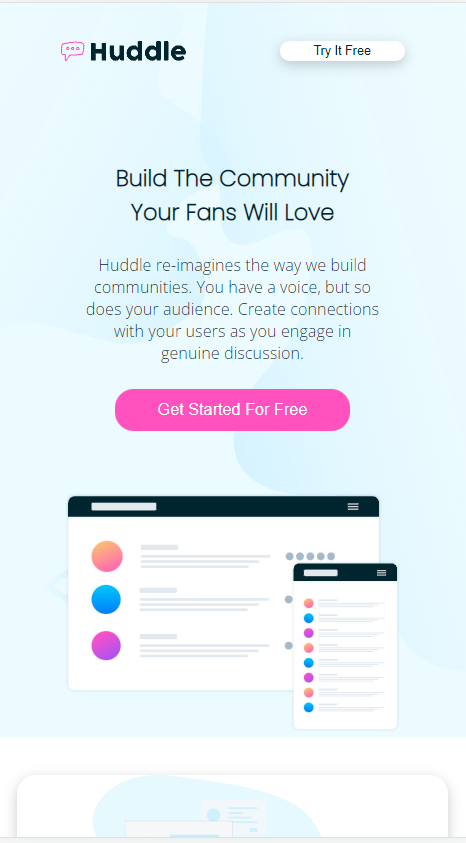 Huddle
Try It Free
Build The Community
Your Fans Will Love
Huddle re-imagines the way we build
communities. You have a voice, but so
does your audience. Create connections
with your users as you engage in
genuine discussion.
Get Started For Free